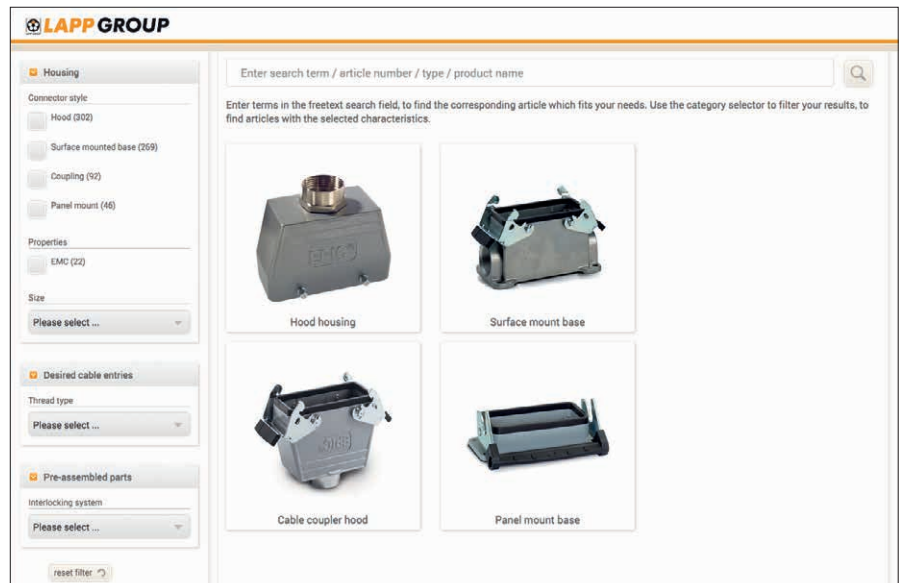 LAPP GROUP
Housing
Connector style
Hood (302)
Surface mounted base (269)
Coupling (92)
Panel mount (46)
Properties
EMC (22)
Size
Please select ...
Desired cable entries
Thread type
Please select ...
Pre-assembled parts
Interlocking system
Please select ...
reset filter
Enter search term / article number / type / product name
Enter terms in the freetext search field, to find the corresponding article which fits your needs. Use the category selector to filter your results, to
find articles with the selected characteristics.
Hood housing
Surface mount base
Cable coupler hood
Panel mount base